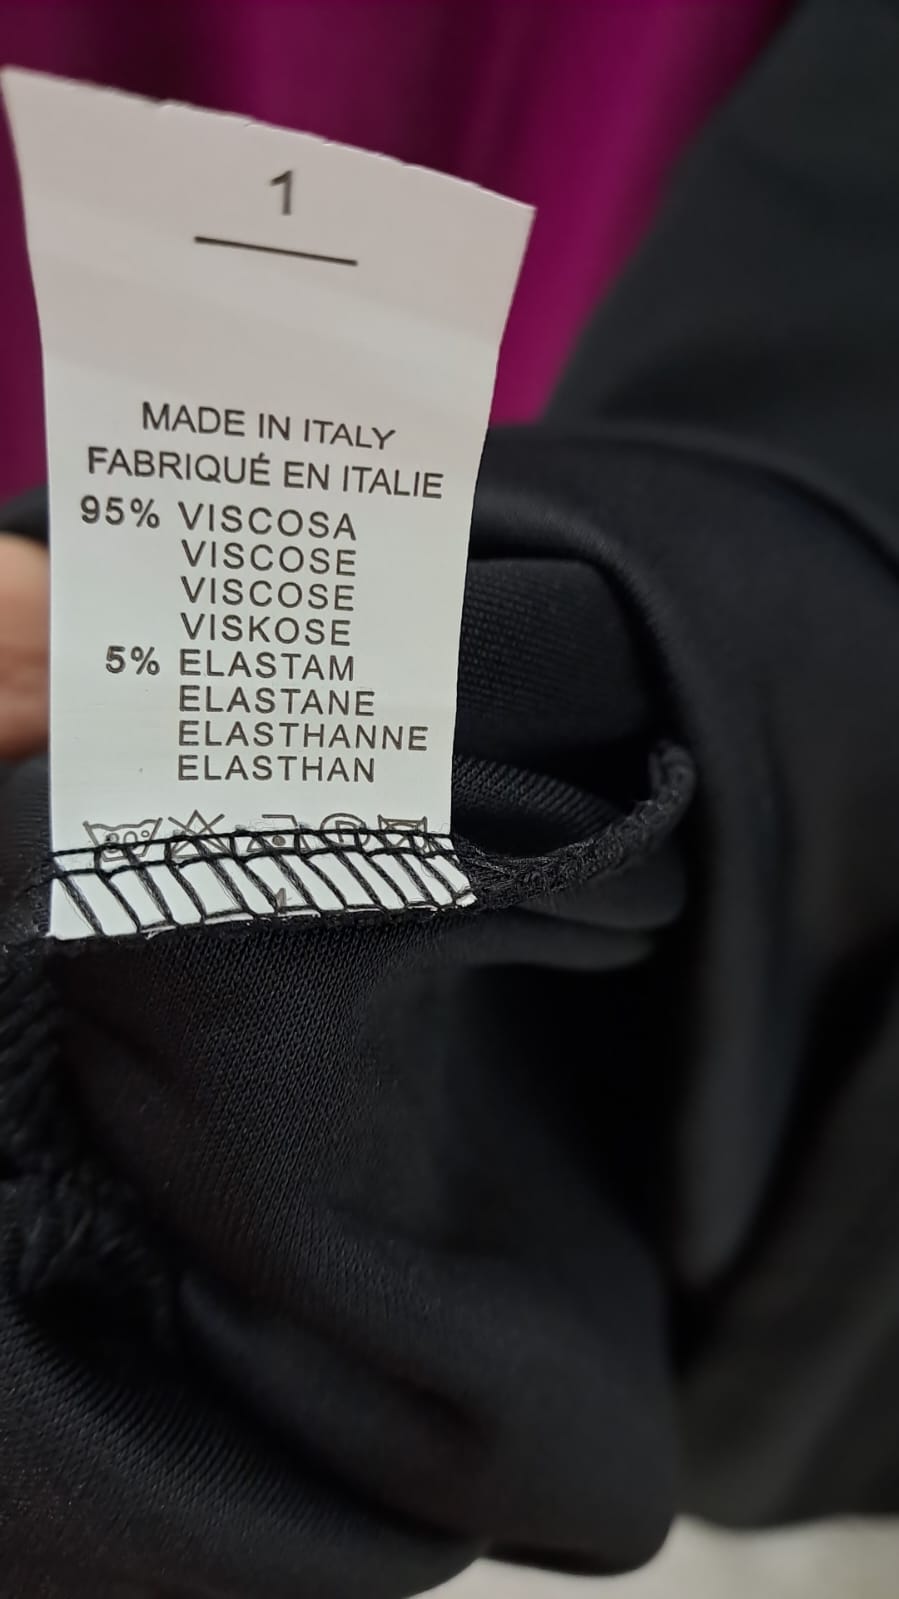 1
MADE IN ITALY
FABRIQUÉ EN ITALIE
95% VISCOSA
VISCOSE
VISCOSE
VISKOSE
5% ELASTAM
ELASTANE
ELASTHANNE
ELASTHAN